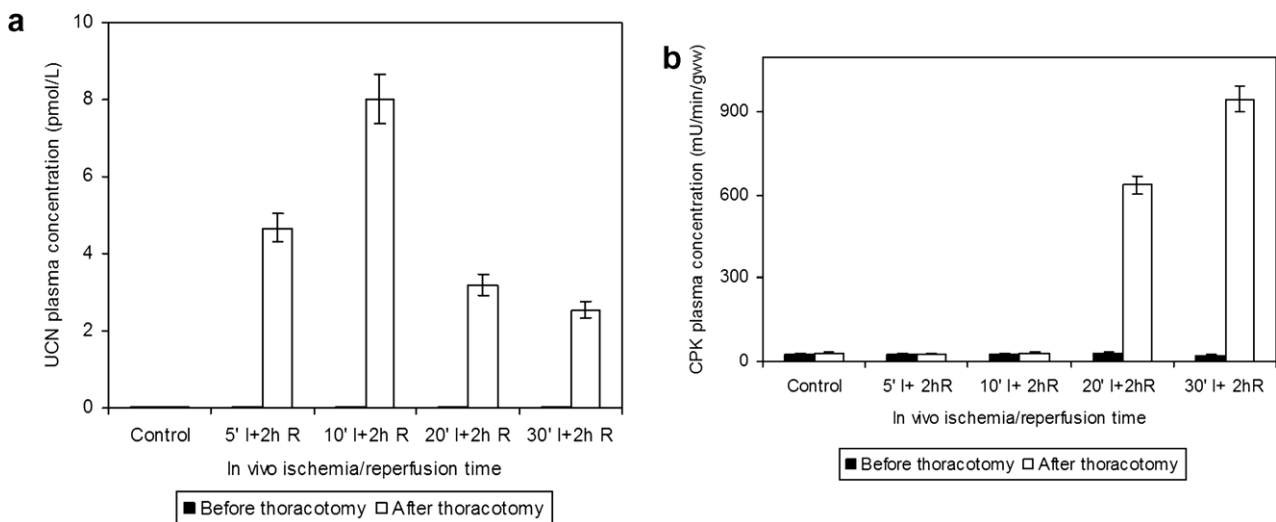 a
UCN plasma concentration (pmol/L)
10
8
6
4
2
0
Control 5' I+2h R 10' I+2h R 20' I+2h R 30' I+2h R
In vivo ischemia/reperfusion time
Before thoracotomy After thoracotomy
b
CPK plasma concentration (mU/min/gww)
900
600
300
0
Control 5' I+ 2hR 10' I+ 2hR 20' I+2hR 30' I+ 2hR
In vivo ischemia/reperfusion time
Before thoracotomy After thoracotomy